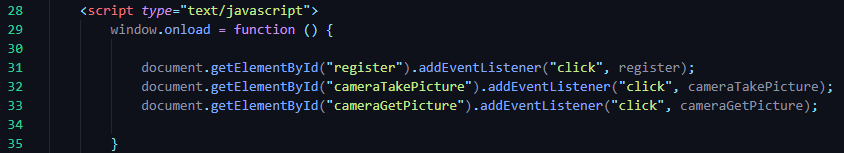 28 <script type="text/javascript">
29 window.onload = function () {
30
31 document.getElementById("register").addEventListener("click", register);
32 document.getElementById("cameraTakePicture").addEventListener("click", cameraTakePicture);
33 document.getElementById("cameraGetPicture").addEventListener("click", cameraGetPicture);
34
35 }